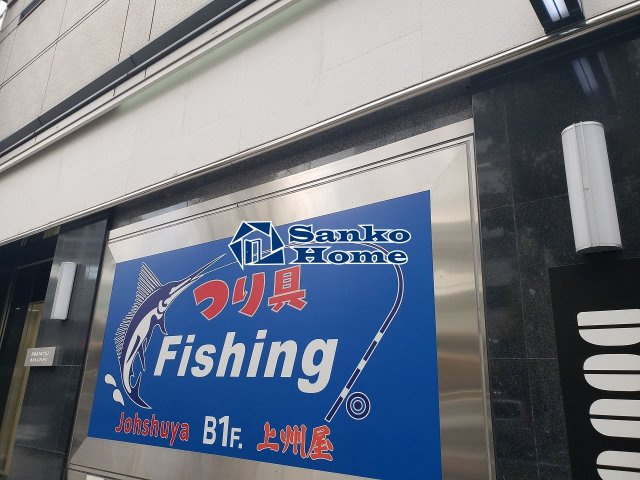 Sanko
Home
つり具
Fishing
Johshuya B1F. 上州屋